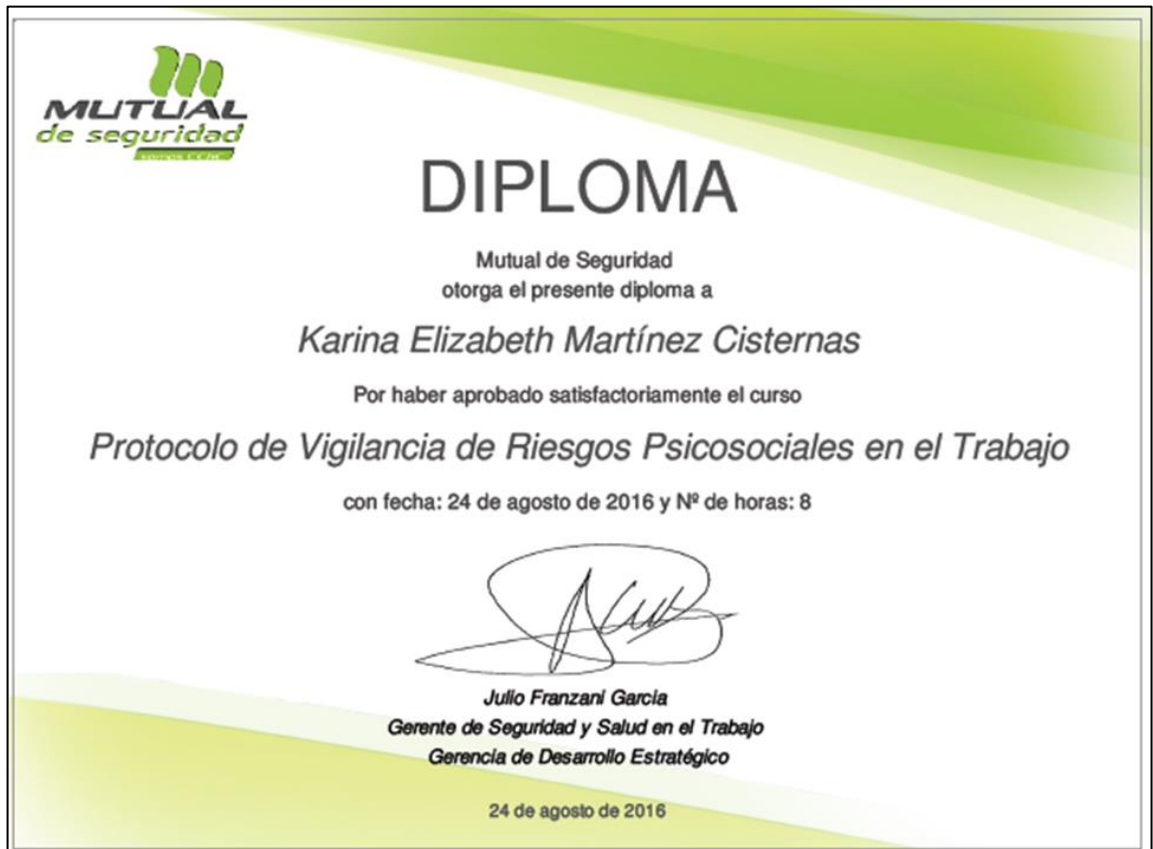 MUTUAL
de seguridad
somos CChC
DIPLOMA
Mutual de Seguridad
otorga el presente diploma a
Karina Elizabeth Martínez Cisternas
Por haber aprobado satisfactoriamente el curso
Protocolo de Vigilancia de Riesgos Psicosociales en el Trabajo
con fecha: 24 de agosto de 2016 y Nº de horas: 8
Julio Franzani García
Gerente de Seguridad y Salud en el Trabajo
Gerencia de Desarrollo Estratégico
24 de agosto de 2016